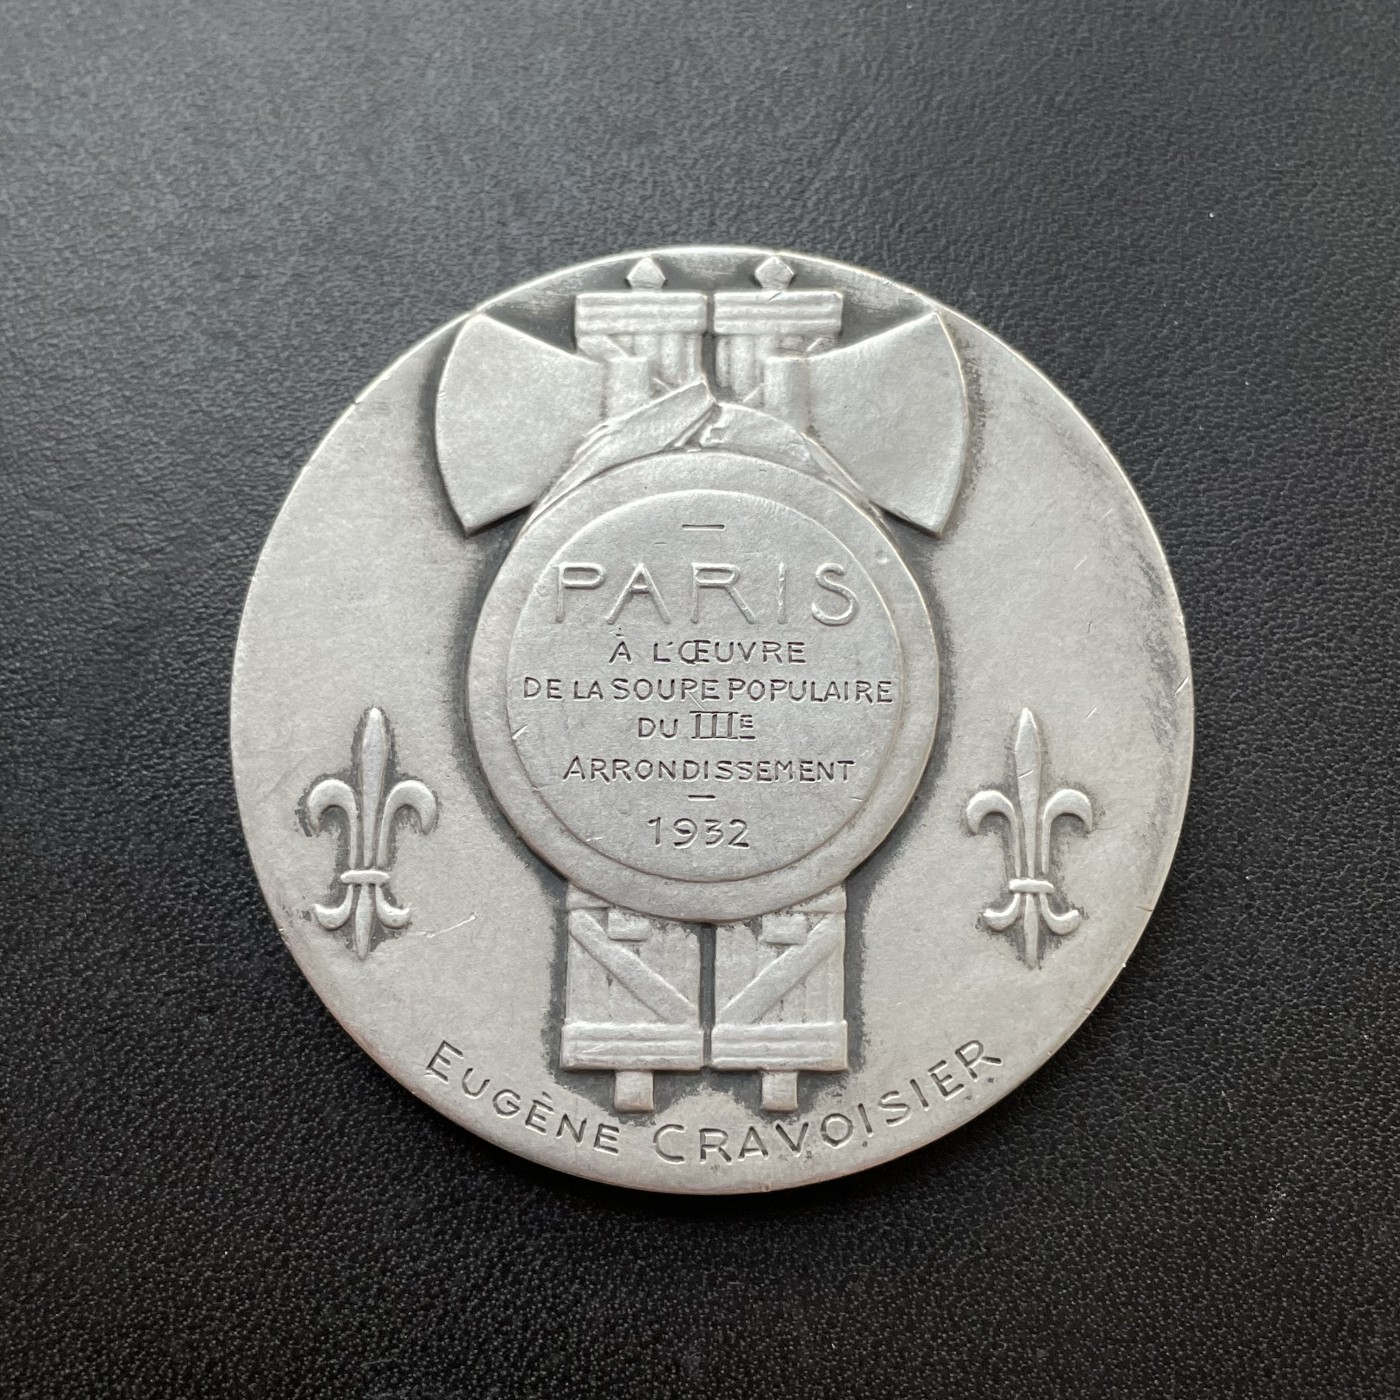 PARIS
À L'ŒUVRE
DE LA SOUPE POPULAIRE
DU IIIE
ARRONDISSEMENT
1932
EUGÈNE CRAVOISIER